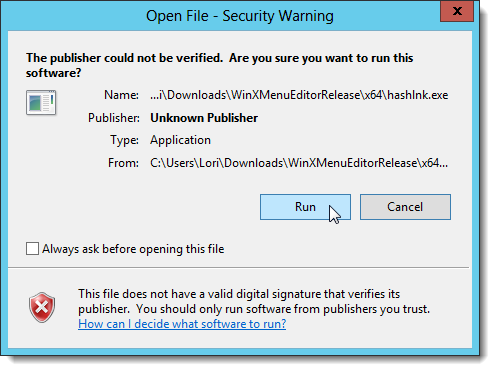 Open File - Security Warning
x
The publisher could not be verified. Are you sure you want to run this
software?
Name: ...i\Downloads\WinXMenuEditorRelease\x64\hashlnk.exe
Publisher: Unknown Publisher
Type: Application
From: C:\Users\Lori\Downloads\WinXMenuEditorRelease\x64...
Run Cancel
Always ask before opening this file
This file does not have a valid digital signature that verifies its
publisher. You should only run software from publishers you trust.
How can I decide what software to run?